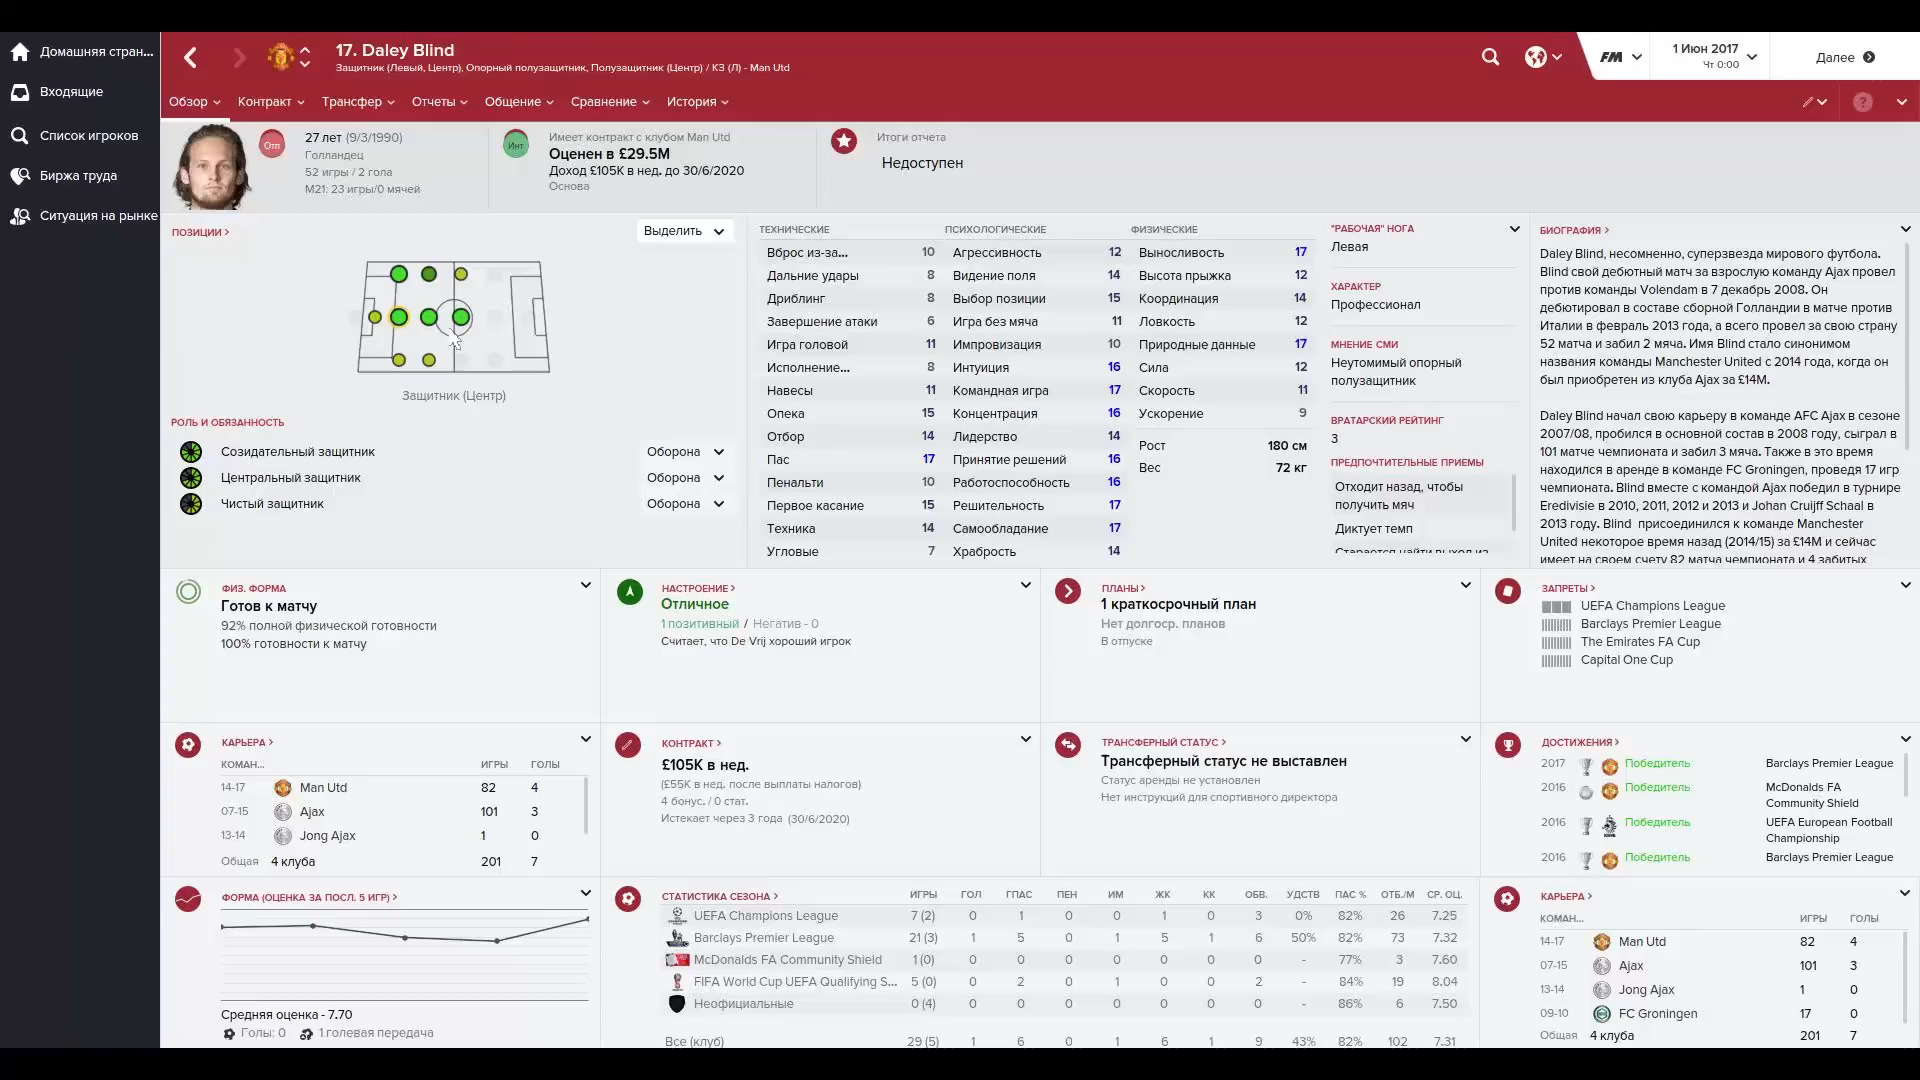 Домашняя стран...
Входящие
Список игроков
Биржа труда
Ситуация на рынке
17. Daley Blind
Защитник (Левый, Центр), Опорный полузащитник, Полузащитник (Центр) / КЗ (Л) - Man Utd
FM
1 Июн 2017
Чт 0:00
Далее
Обзор
Контракт
Трансфер
Отчеты
Общение
Сравнение
История
?
Отп
27 лет (9/3/1990)
Голландец
52 игры / 2 гола
М21: 23 игры/0 мячей
Инт
Имеет контракт с клубом Man Utd
Оценен в £29.5M
Доход £105K в нед. до 30/6/2020
Основа
Итоги отчета
Недоступен
ПОЗИЦИИ >
Выделить
Защитник (Центр)
РОЛЬ И ОБЯЗАННОСТЬ
Созидательный защитник Оборона
Центральный защитник Оборона
Чистый защитник Оборона
ТЕХНИЧЕСКИЕ
Вброс из-за... 10
Дальние удары 8
Дриблинг 8
Завершение атаки 6
Игра головой 11
Исполнение... 8
Навесы 11
Опека 15
Отбор 14
Пас 17
Пенальти 10
Первое касание 15
Техника 14
Угловые 7
ПСИХОЛОГИЧЕСКИЕ
Агрессивность 12
Видение поля 14
Выбор позиции 15
Игра без мяча 11
Импровизация 10
Интуиция 16
Командная игра 17
Концентрация 16
Лидерство 14
Принятие решений 16
Работоспособность 16
Решительность 17
Самообладание 17
Храбрость 14
ФИЗИЧЕСКИЕ
Выносливость 17
Высота прыжка 12
Координация 14
Ловкость 12
Природные данные 17
Сила 12
Скорость 11
Ускорение 9
Рост 180 см
Вес 72 кг
"РАБОЧАЯ" НОГА
Левая
ХАРАКТЕР
Профессионал
МНЕНИЕ СМИ
Неутомимый опорный
полузащитник
ВРАТАРСКИЙ РЕЙТИНГ
3
ПРЕДПОЧТИТЕЛЬНЫЕ ПРИЕМЫ
Отходит назад, чтобы
получить мяч
Диктует темп
Старается найти выход из
БИОГРАФИЯ >
Daley Blind, несомненно, суперзвезда мирового футбола.
Blind свой дебютный матч за взрослую команду Ajax провел
против команды Volendam в 7 декабрь 2008. Он
дебютировал в составе сборной Голландии в матче против
Италии в февраль 2013 года, а всего провел за свою страну
52 матча и забил 2 мяча. Имя Blind стало синонимом
названия команды Manchester United с 2014 года, когда он
был приобретен из клуба Ajax за £14M.
Daley Blind начал свою карьеру в команде AFC Ajax в сезоне
2007/08, пробился в основной состав в 2008 году, сыграл в
101 матче чемпионата и забил 3 мяча. Также в это время
находился в аренде в команде FC Groningen, проведя 17 игр
чемпионата. Blind вместе с командой Ajax победил в турнире
Eredivisie в 2010, 2011, 2012 и 2013 и Johan Cruijff Schaal в
2013 году. Blind присоединился к команде Manchester
United некоторое время назад (2014/15) за £14M и сейчас
имеет на своем счету 82 матча чемпионата и 4 забитых
ФИЗ. ФОРМА
Готов к матчу
92% полной физической готовности
100% готовности к матчу
НАСТРОЕНИЕ >
Отличное
1 позитивный / Негатив - 0
Считает, что De Vrij хороший игрок
ПЛАНЫ >
1 краткосрочный план
Нет долгоср. планов
В отпуске
ЗАПРЕТЫ >
UEFA Champions League
Barclays Premier League
The Emirates FA Cup
Capital One Cup
КАРЬЕРА >
КОМАН... ИГРЫ ГОЛЫ
14-17 Man Utd 82 4
07-15 Ajax 101 3
13-14 Jong Ajax 1 0
Общая 4 клуба 201 7
КОНТРАКТ >
£105K в нед.
(£55K в нед. после выплаты налогов)
4 бонус. / 0 стат.
Истекает через 3 года (30/6/2020)
ТРАНСФЕРНЫЙ СТАТУС >
Трансферный статус не выставлен
Статус аренды не установлен
Нет инструкций для спортивного директора
ДОСТИЖЕНИЯ >
2017 Победитель Barclays Premier League
2016 Победитель McDonalds FA
Community Shield
2016 Победитель UEFA European Football
Championship
2016 Победитель Barclays Premier League
ФОРМА (ОЦЕНКА ЗА ПОСЛ. 5 ИГР) >
Средняя оценка - 7.70
Голы: 0 1 голевая передача
СТАТИСТИКА СЕЗОНА > ИГРЫ ГОЛ ГПАС ПЕН ИМ ЖК КК ОБВ. УДСТВ ПАС % ОТБ./М СР. ОЦ.
UEFA Champions League 7 (2) 0 1 0 0 1 0 3 0% 82% 26 7.25
Barclays Premier League 21 (3) 1 5 0 1 5 1 6 50% 82% 73 7.32
McDonalds FA Community Shield 1 (0) 0 0 0 0 0 0 0 - 77% 3 7.60
FIFA World Cup UEFA Qualifying S... 5 (0) 0 2 0 1 0 0 2 - 84% 19 8.04
Неофициальные 0 (4) 0 0 0 0 0 0 0 - 86% 6 7.50
Все (клуб) 29 (5) 1 6 0 1 6 1 9 43% 82% 102 7.31
КАРЬЕРА >
КОМАН... ИГРЫ ГОЛЫ
14-17 Man Utd 82 4
07-15 Ajax 101 3
13-14 Jong Ajax 1 0
09-10 FC Groningen 17 0
Общая 4 клуба 201 7